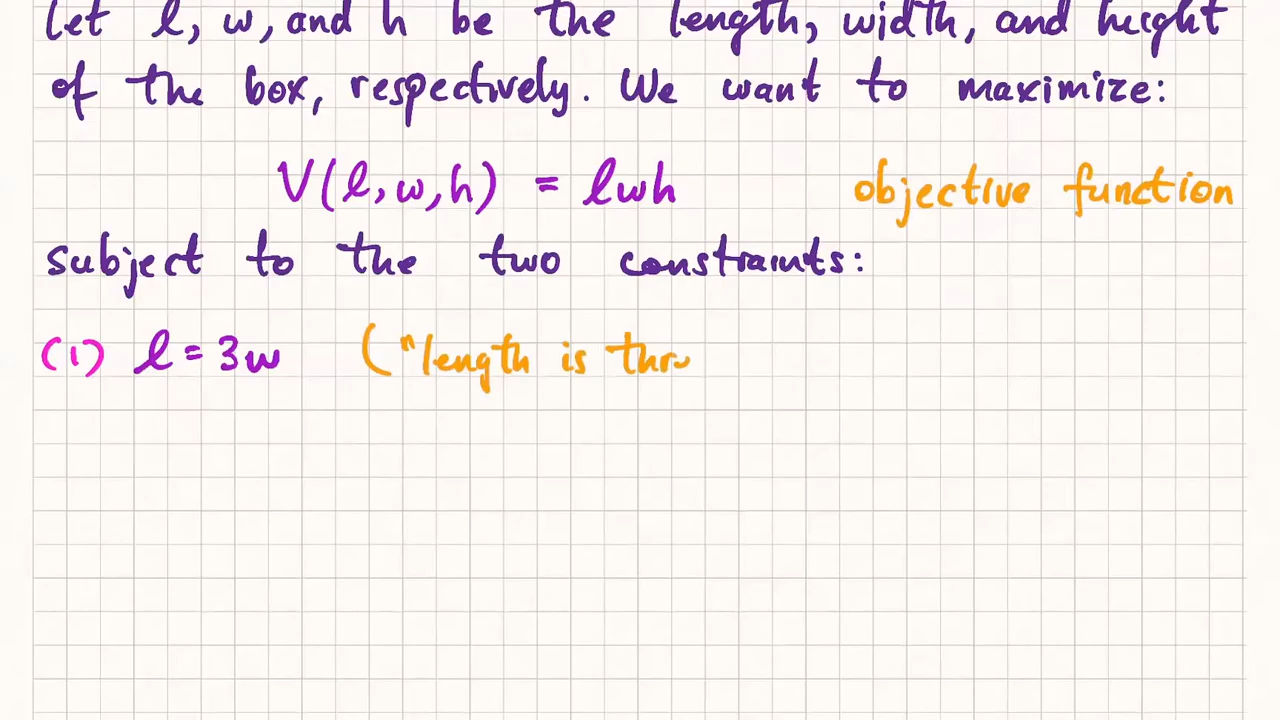 let l, w, and h be the length, width, and height
of the box, respectively. We want to maximize:
V(l, w, h) = lwh objective function
subject to the two constraints:
(1) l = 3w ("length is thr